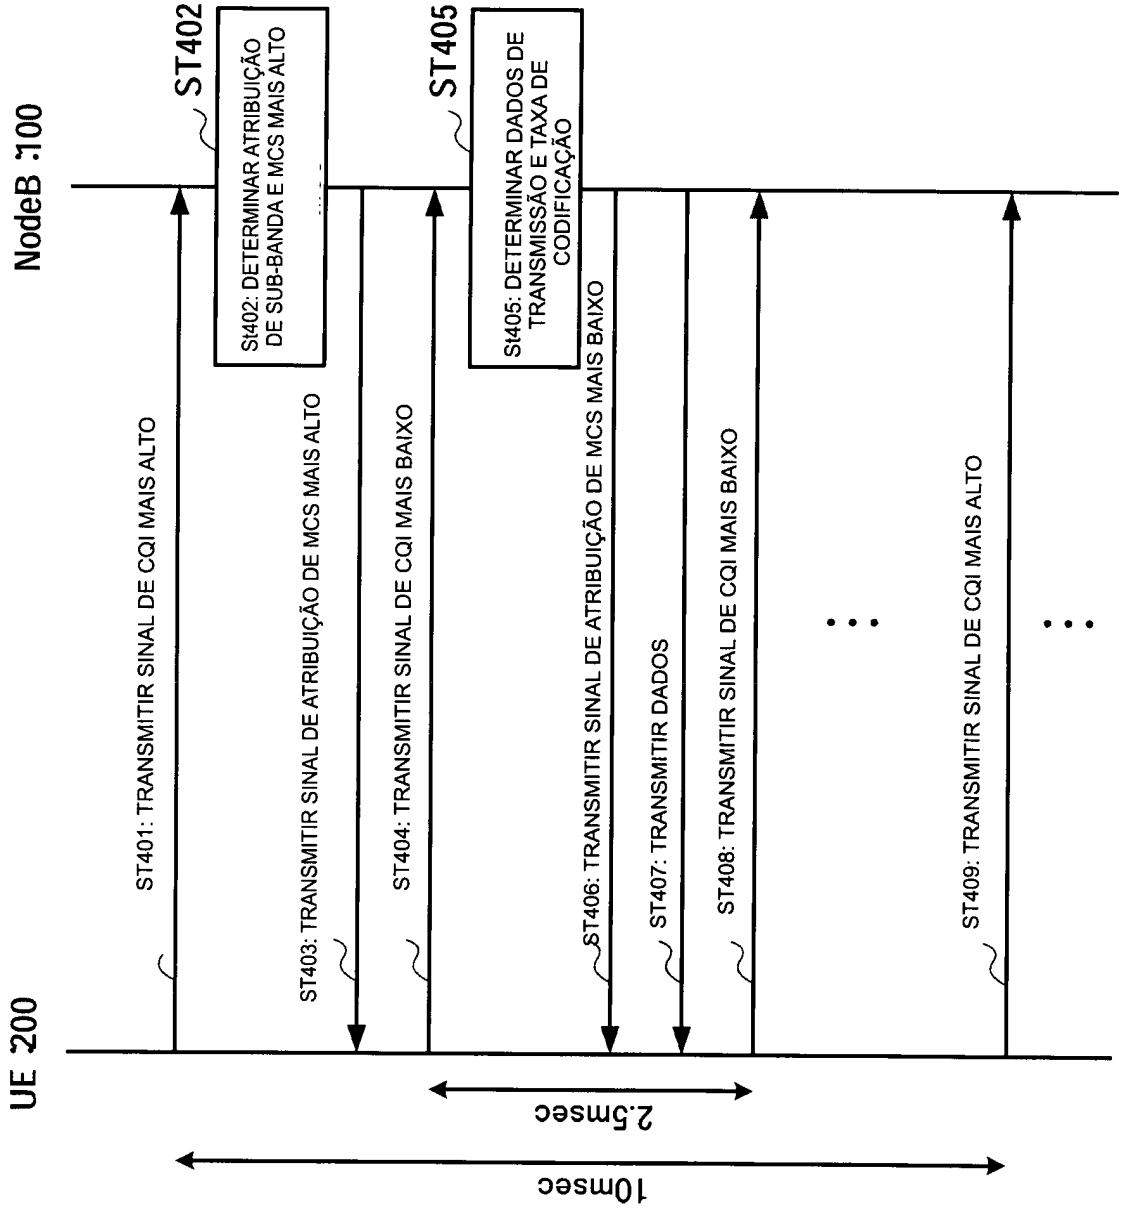 UE :200
NodeB :100
ST401: TRANSMITIR SINAL DE CQI MAIS ALTO
ST402
St402: DETERMINAR ATRIBUIÇÃO
DE SUB-BANDA E MCS MAIS ALTO
ST403: TRANSMITIR SINAL DE ATRIBUIÇÃO DE MCS MAIS ALTO
ST404: TRANSMITIR SINAL DE CQI MAIS BAIXO
ST405
St405: DETERMINAR DADOS DE
TRANSMISSÃO E TAXA DE
CODIFICAÇÃO
ST406: TRANSMITIR SINAL DE ATRIBUIÇÃO DE MCS MAIS BAIXO
ST407: TRANSMITIR DADOS
ST408: TRANSMITIR SINAL DE CQI MAIS BAIXO
ST409: TRANSMITIR SINAL DE CQI MAIS ALTO
2.5msec
10msec